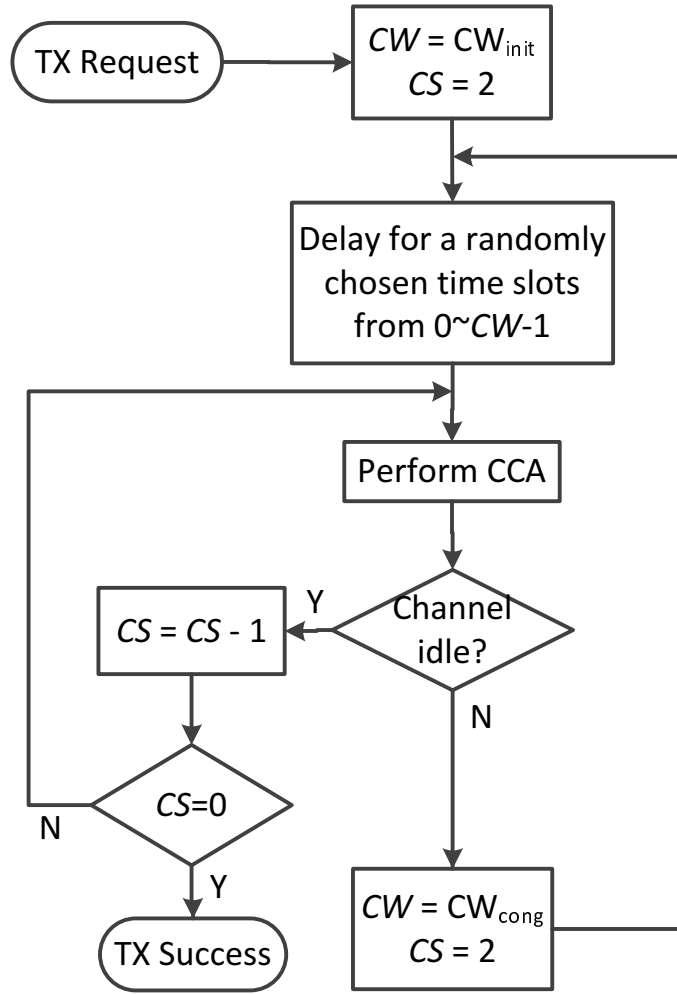 TX Request
CW = CWinit
CS = 2
Delay for a randomly
chosen time slots
from 0~CW-1
Perform CCA
Channel
idle?
Y
N
CS = CS - 1
CS=0
N
Y
TX Success
CW = CWcong
CS = 2